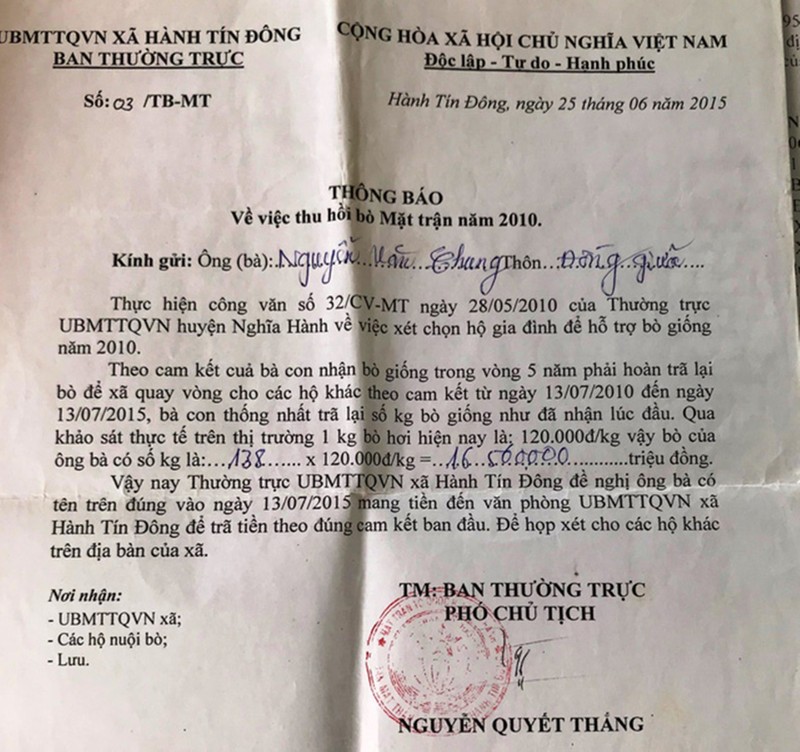 UBMTTQVN XÃ HÀNH TÍN ĐÔNG
BAN THƯỜNG TRỰC
Số: 03 /TB-MT
CỘNG HÒA XÃ HỘI CHỦ NGHĨA VIỆT NAM
Độc lập - Tự do - Hạnh phúc
Hành Tín Đông, ngày 25 tháng 06 năm 2015
THÔNG BÁO
Về việc thu hồi bò Mặt trận năm 2010.
Kính gửi: Ông (bà): Nguyễn Văn Chung Thôn Đồng giữa
Thực hiện công văn số 32/CV-MT ngày 28/05/2010 của Thường trực
UBMTTQVN huyện Nghĩa Hành về việc xét chọn hộ gia đình để hỗ trợ bò giống
năm 2010.
Theo cam kết cuả bà con nhận bò giống trong vòng 5 năm phải hoàn trả lại
bò để xã quay vòng cho các hộ khác theo cam kết từ ngày 13/07/2010 đến ngày
13/07/2015, bà con thống nhất trả lại số kg bò giống như đã nhận lúc đầu. Qua
khảo sát thực tế trên thị trường 1 kg bò hơi hiện nay là: 120.000đ/kg vậy bò của
ông bà có số kg là:...138...... x 120.000đ/kg =..16.500000............triệu đồng.
Vậy nay Thường trực UBMTTQVN xã Hành Tín Đông đề nghị ông bà có
tên trên đúng vào ngày 13/07/2015 mang tiền đến văn phòng UBMTTQVN xã
Hành Tín Đông để trã tiền theo đúng cam kết ban đầu. Để họp xét cho các hộ khác
trên địa bàn của xã.
Nơi nhận:
- UBMTTQVN xã;
- Các hộ nuôi bò;
- Lưu.
TM: BAN THƯỜNG TRỰC
PHÓ CHỦ TỊCH
NGUYỄN QUYẾT THẮNG